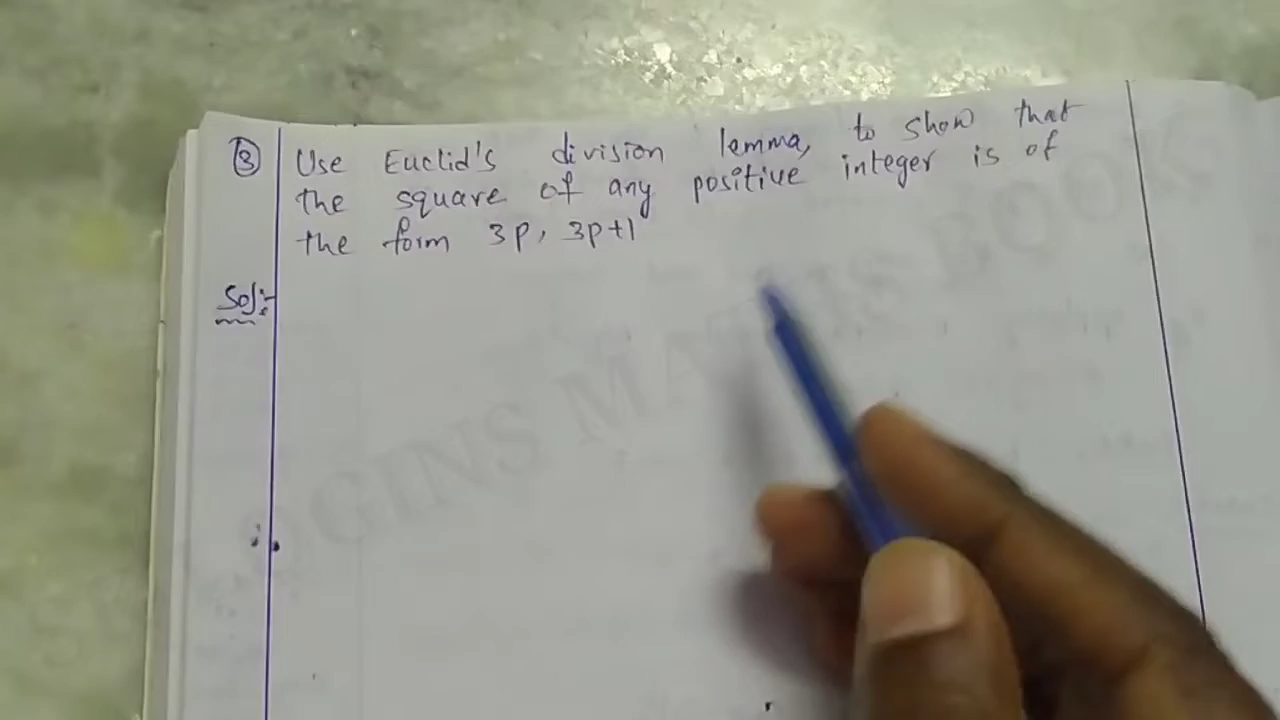 ③ Use Euclid's division lemma, to show that
the square of any positive integer is of
the form 3p, 3p+1
Sol:-